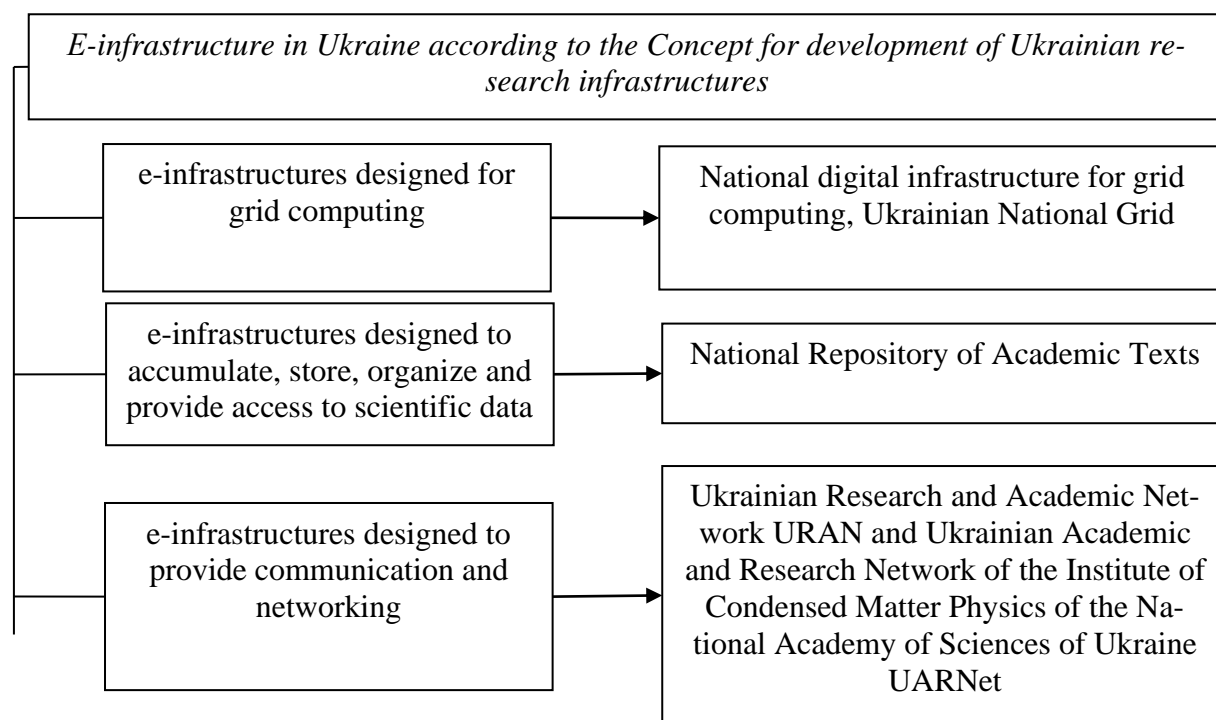 E-infrastructure in Ukraine according to the Concept for development of Ukrainian re-
search infrastructures
e-infrastructures designed for
grid computing
National digital infrastructure for grid
computing, Ukrainian National Grid
e-infrastructures designed to
accumulate, store, organize and
provide access to scientific data
National Repository of Academic Texts
e-infrastructures designed to
provide communication and
networking
Ukrainian Research and Academic Net-
work URAN and Ukrainian Academic
and Research Network of the Institute of
Condensed Matter Physics of the Na-
tional Academy of Sciences of Ukraine
UARNet